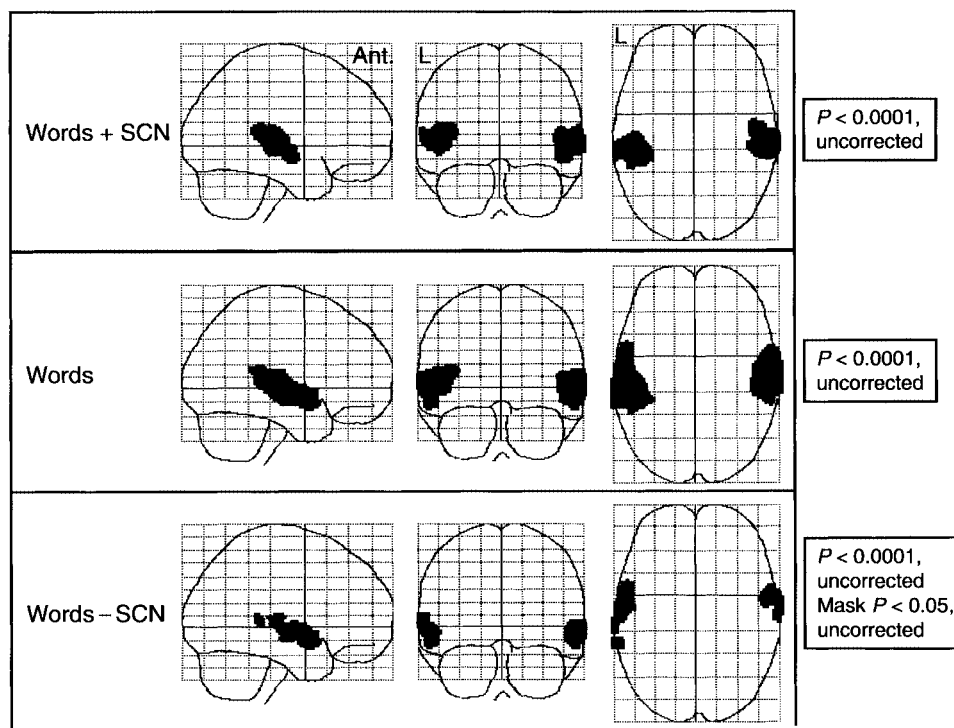 Ant.
L
L
Words + SCN
P < 0.0001,
uncorrected
Words
P < 0.0001,
uncorrected
Words – SCN
P < 0.0001,
uncorrected
Mask P < 0.05,
uncorrected